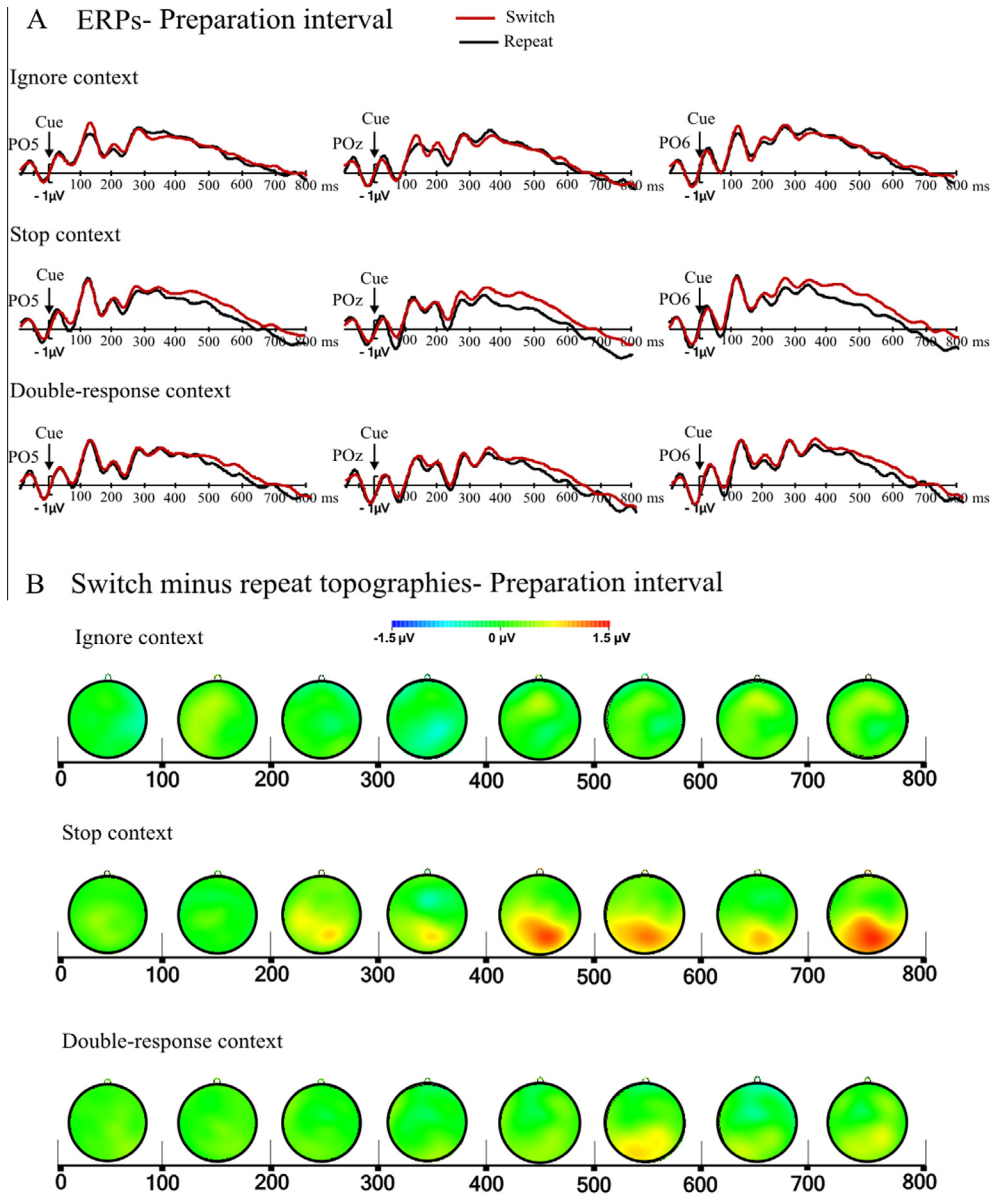 A ERPs- Preparation interval
Switch
Repeat
Ignore context
Cue Cue Cue
PO5 POz PO6
100 200 300 400 500 600 700 800 ms 100 200 300 400 500 600 700 800 ms 100 200 300 400 500 600 700 800 ms
- 1µV - 1µV - 1µV
Stop context
Cue Cue Cue
PO5 POz PO6
100 200 300 400 500 600 700 800 ms 100 200 300 400 500 600 700 800 ms 100 200 300 400 500 600 700 800 ms
- 1µV - 1µV - 1µV
Double-response context
Cue Cue Cue
PO5 POz PO6
100 200 300 400 500 600 700 800 ms 100 200 300 400 500 600 700 800 ms 100 200 300 400 500 600 700 800 ms
- 1µV - 1µV - 1µV
B Switch minus repeat topographies- Preparation interval
Ignore context
-1.5 µV 0 µV 1.5 µV
0 100 200 300 400 500 600 700 800
Stop context
0 100 200 300 400 500 600 700 800
Double-response context
0 100 200 300 400 500 600 700 800